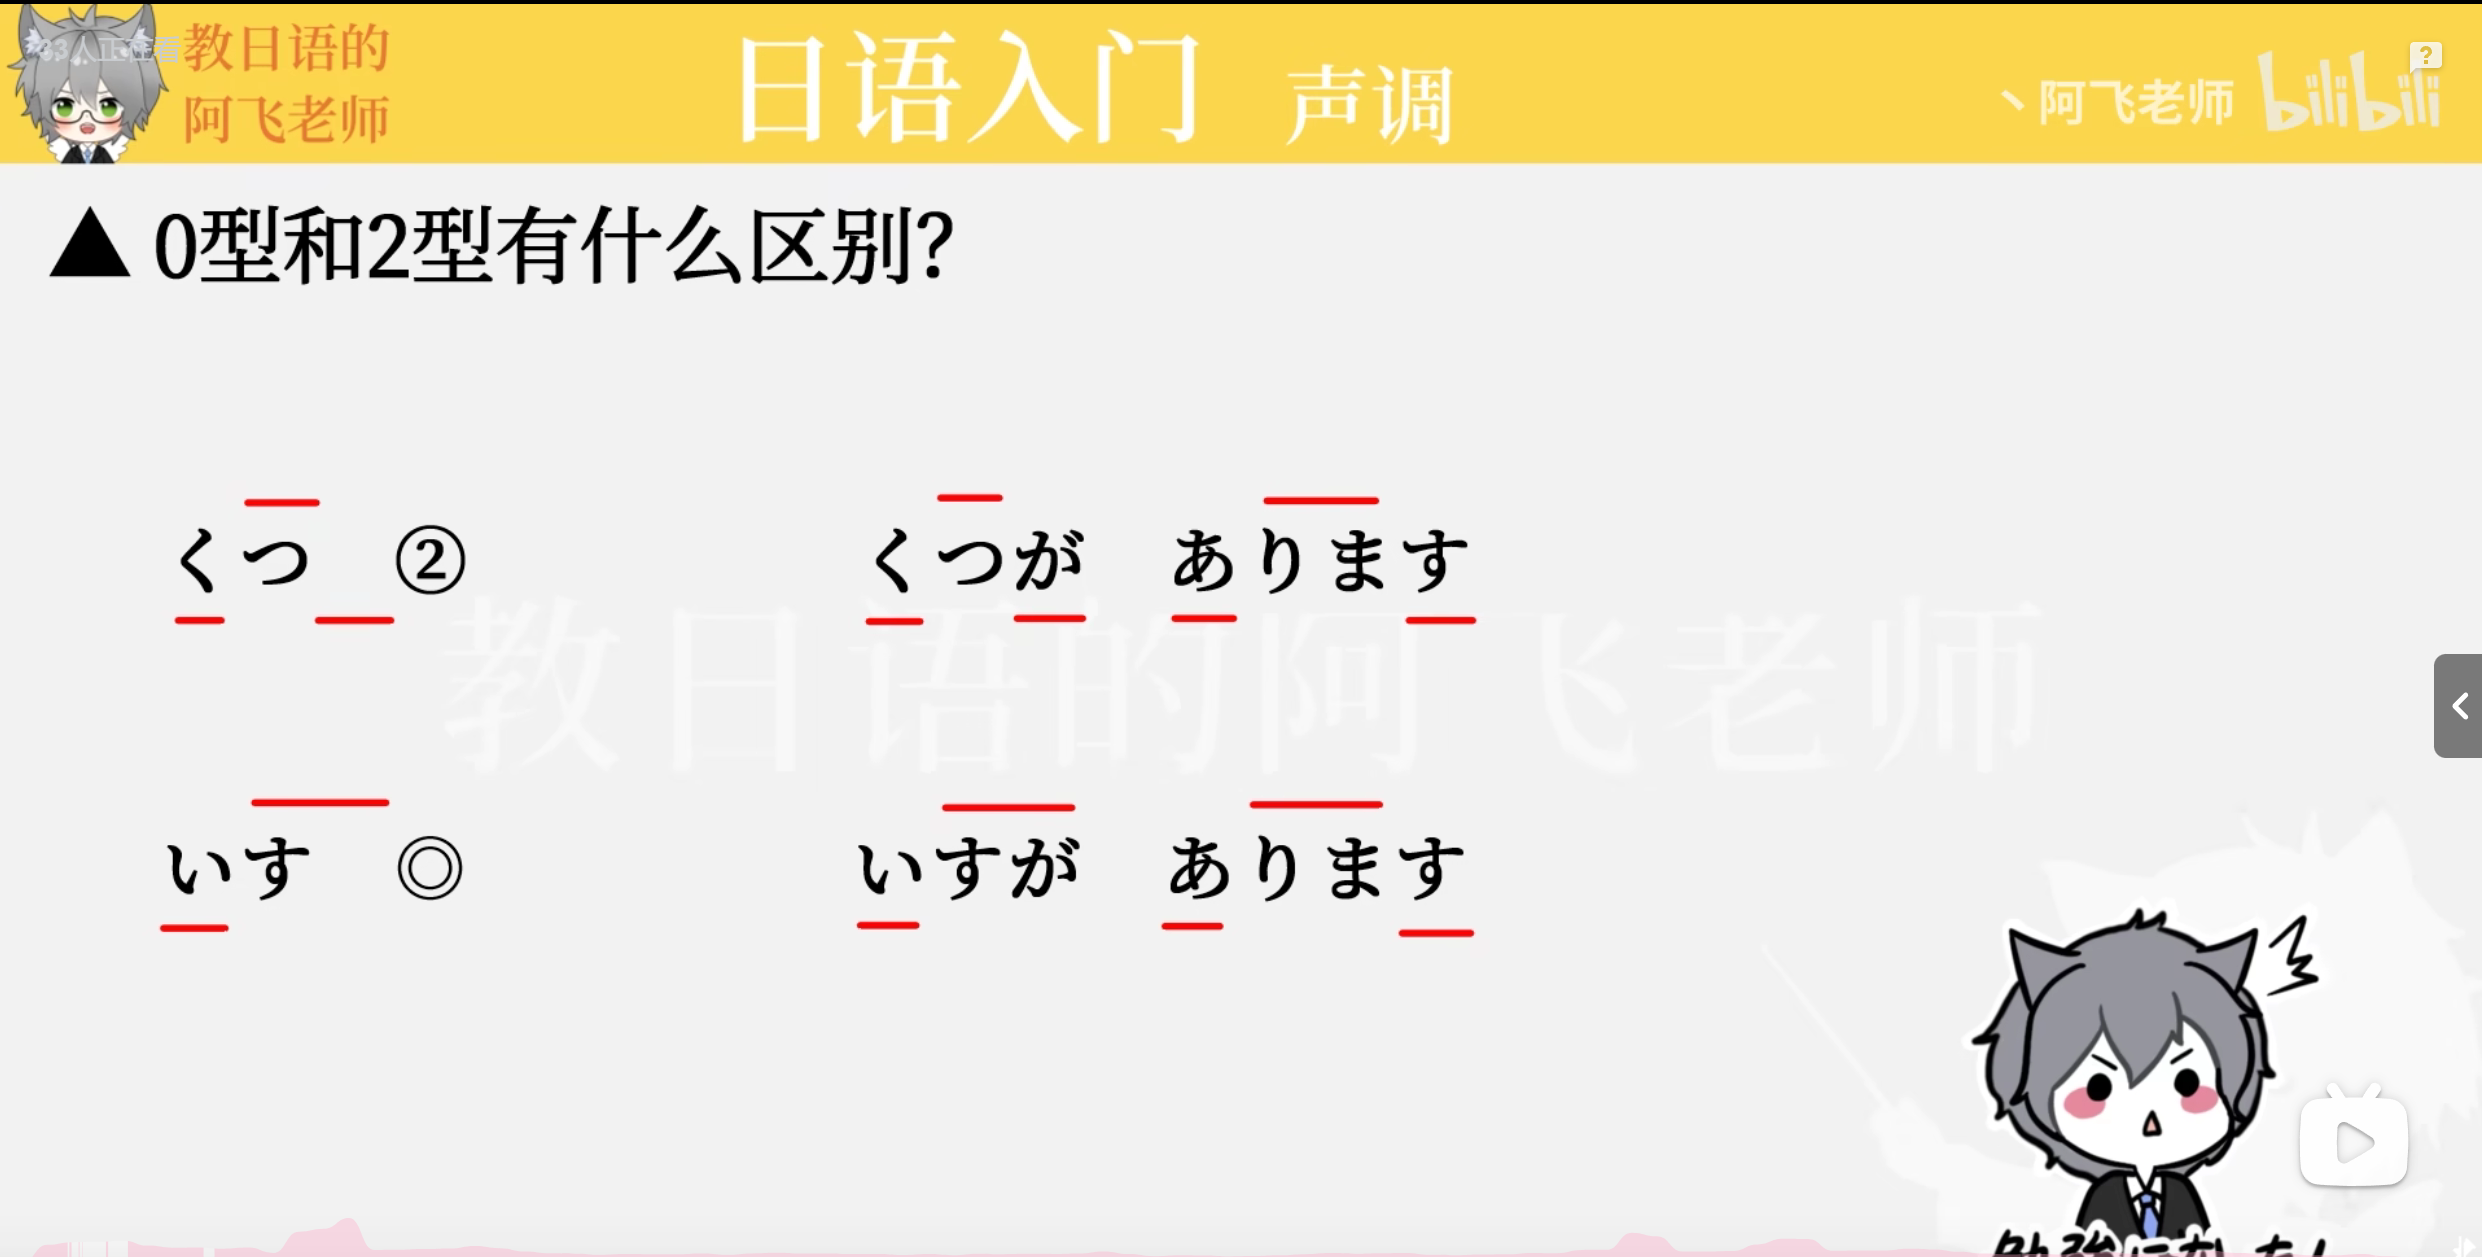 33人正在看
教日语的
阿飞老师
日语入门 声调
丶阿飞老师 bilibili
?
▲ 0型和2型有什么区别?
くつ ②
くつが あります
教日语的阿飞老师
いす ◎
いすが あります